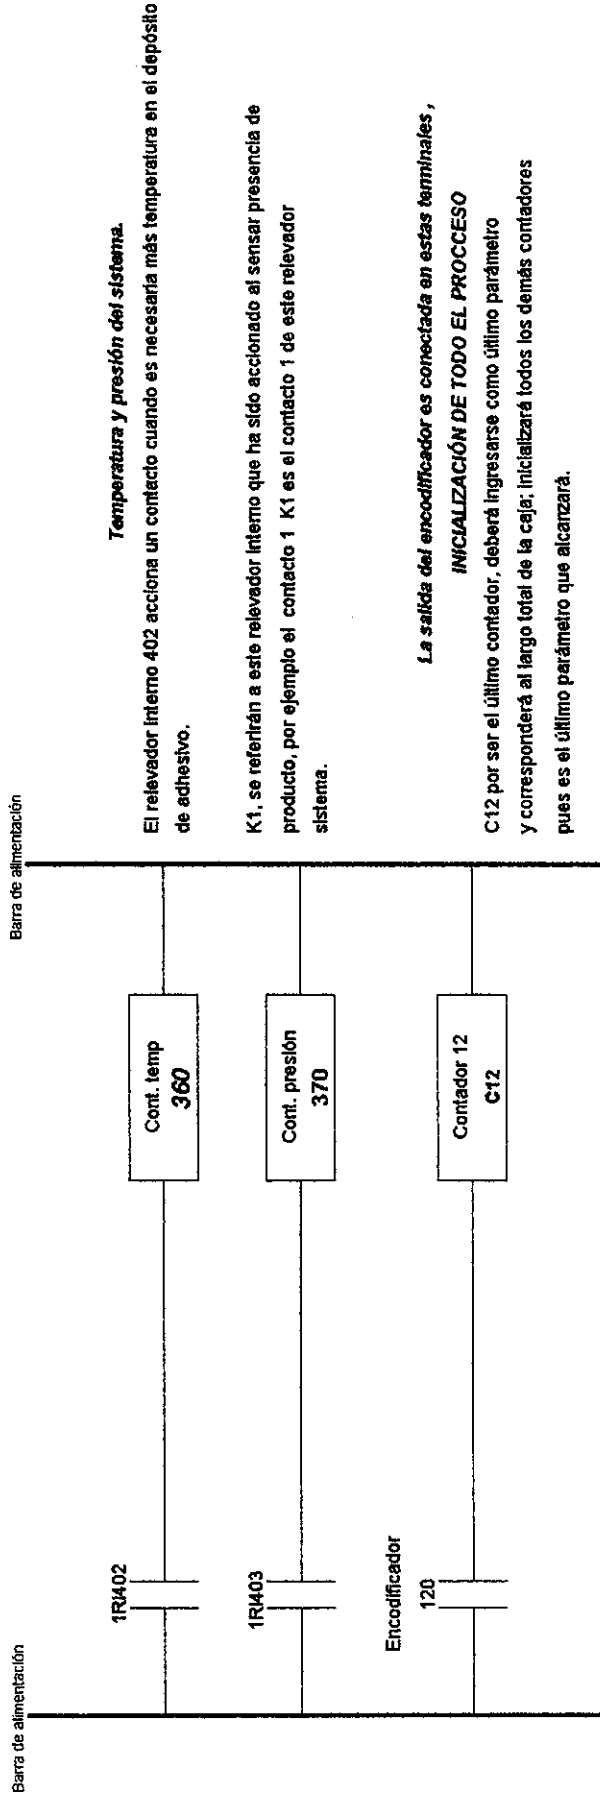 Barra de alimentación
Barra de alimentación
1RI402
Cont. temp
360
Temperatura y presión del sistema.
El relevador interno 402 acciona un contacto cuando es necesaria más temperatura en el depósito
de adhesivo.
1RI403
Cont. presión
370
K1, se referirán a este relevador interno que ha sido accionado al sensar presencia de
producto, por ejemplo el contacto 1 K1 es el contacto 1 de este relevador
sistema.
Encodificador
120
Contador 12
C12
La salida del encodificador es conectada en estas terminales ,
INICIALIZACIÓN DE TODO EL PROCCESO
C12 por ser el último contador, deberá ingresarse como último parámetro
y corresponderá al largo total de la caja; inicializará todos los demás contadores
pues es el último parámetro que alcanzará.